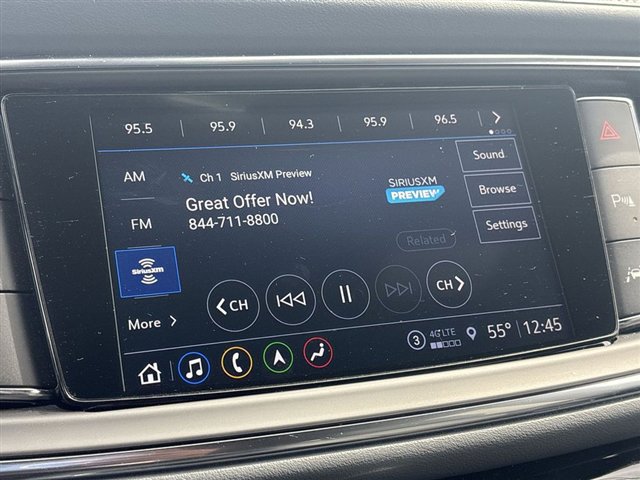 95.5 | 95.9 | 94.3 | 95.9 | 96.5 >
AM
Ch 1 SiriusXM Preview
SIRIUSXM
PREVIEW
Sound
Great Offer Now!
844-711-8800
Browse
FM
Settings
Related
SiriusXM
<CH
CH>
More >
3
4G LTE
55° | 12:45
P